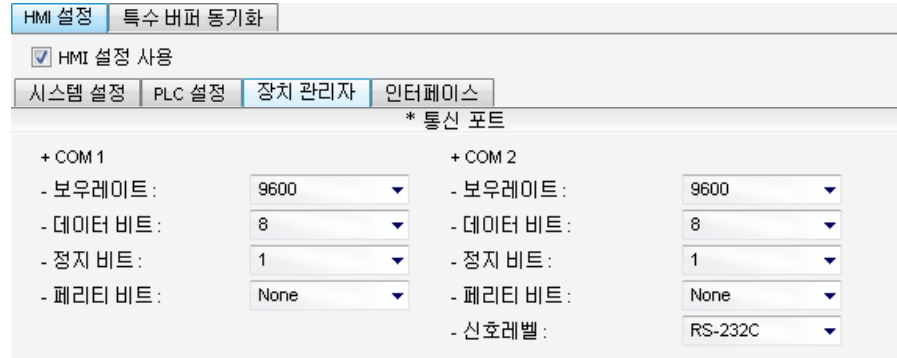 HMI 설정 특수 버퍼 동기화
HMI 설정 사용
시스템 설정 PLC 설정 장치 관리자 인터페이스
* 통신 포트
+ COM 1 + COM 2
- 보우레이트 : 9600 - 보우레이트 : 9600
- 데이터 비트 : 8 - 데이터 비트 : 8
- 정지 비트 : 1 - 정지 비트 : 1
- 페리티 비트 : None - 페리티 비트 : None
- 신호레벨 : RS-232C